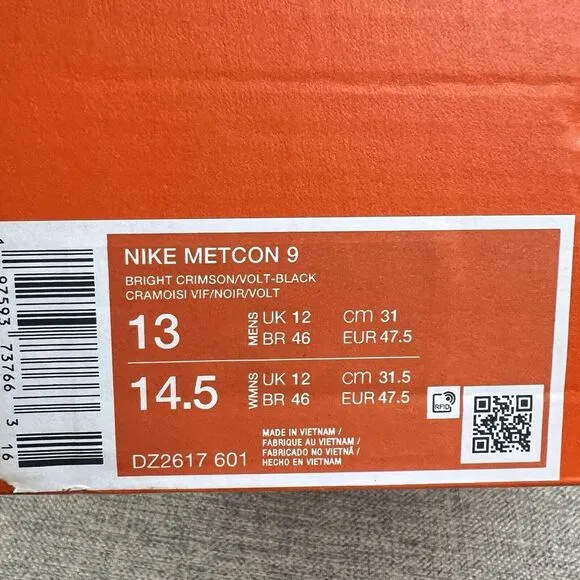 NIKE METCON 9
BRIGHT CRIMSON/VOLT-BLACK
CRAMOISI VIF/NOIR/VOLT
13 MENS UK 12 CM 31
BR 46 EUR 47.5
14.5 WMNS UK 12 CM 31.5
BR 46 EUR 47.5
RFID
MADE IN VIETNAM /
FABRIQUE AU VIETNAM /
FABRICADO NO VIETNÃ /
HECHO EN VIETNAM
DZ2617 601
1 97593 73766 3 16